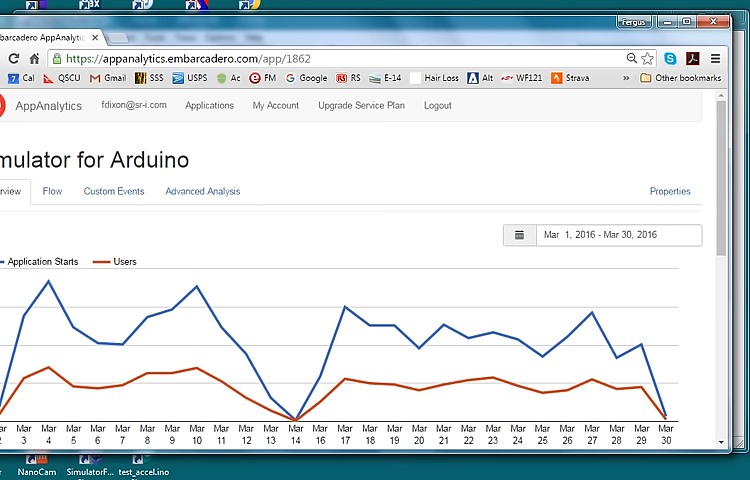 Fergus
barcadero AppAnalytic
https://appanalytics.embarcadero.com/app/1862
Cal QSCU Gmail SSS USPS Ac FM Google RS E-14 Hair Loss Alt WF121 Strava » Other bookmarks
AppAnalytics fdixon@sr-i.com Applications My Account Upgrade Service Plan Logout
mulator for Arduino
rview Flow Custom Events Advanced Analysis Properties
Mar 1, 2016 - Mar 30, 2016
Application Starts Users
ar Mar Mar Mar Mar Mar Mar Mar Mar Mar Mar Mar Mar Mar Mar Mar Mar Mar Mar Mar Mar Mar Mar Mar Mar Mar Mar Mar
2 3 4 5 6 7 8 9 10 11 12 13 14 16 17 18 19 20 21 22 23 24 25 26 27 28 29 30
NanoCam SimulatorF... test_accel.ino